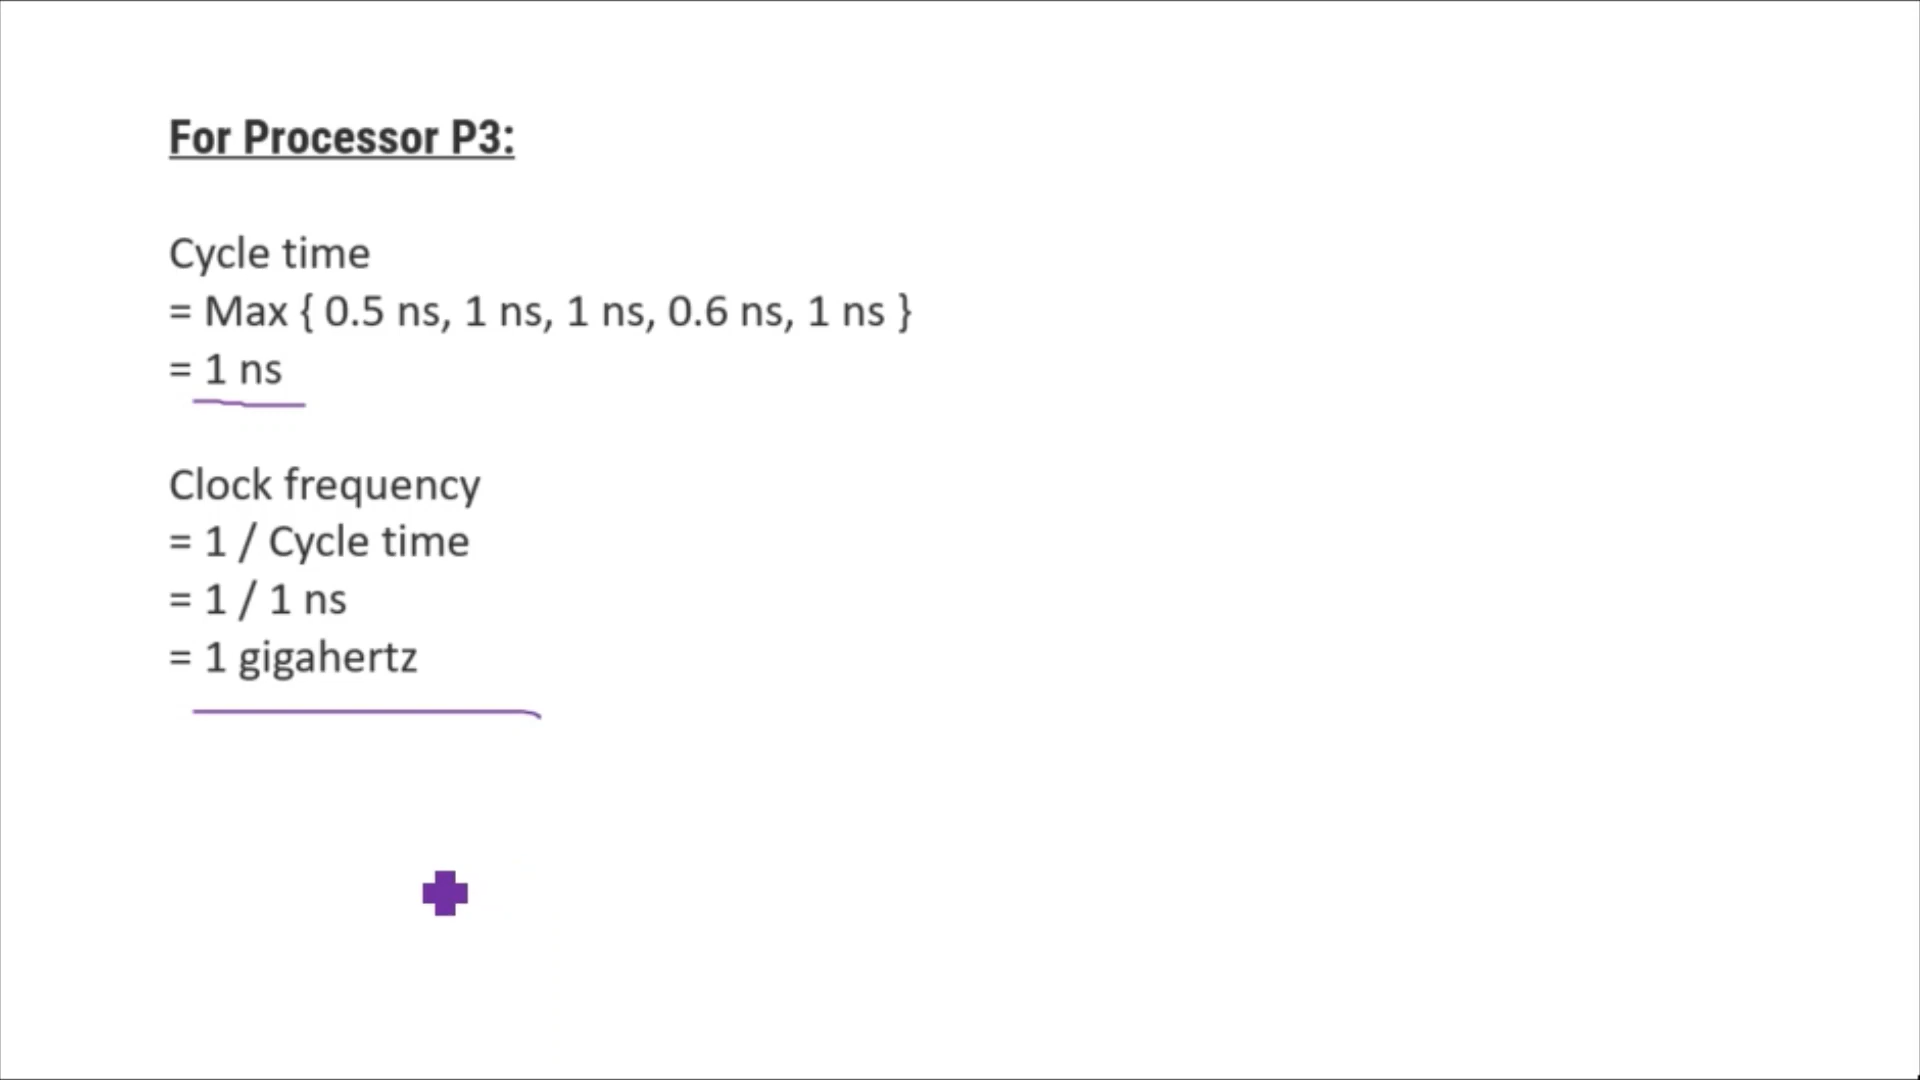 For Processor P3:
Cycle time
= Max { 0.5 ns, 1 ns, 1 ns, 0.6 ns, 1 ns }
= 1 ns
Clock frequency
= 1 / Cycle time
= 1 / 1 ns
= 1 gigahertz